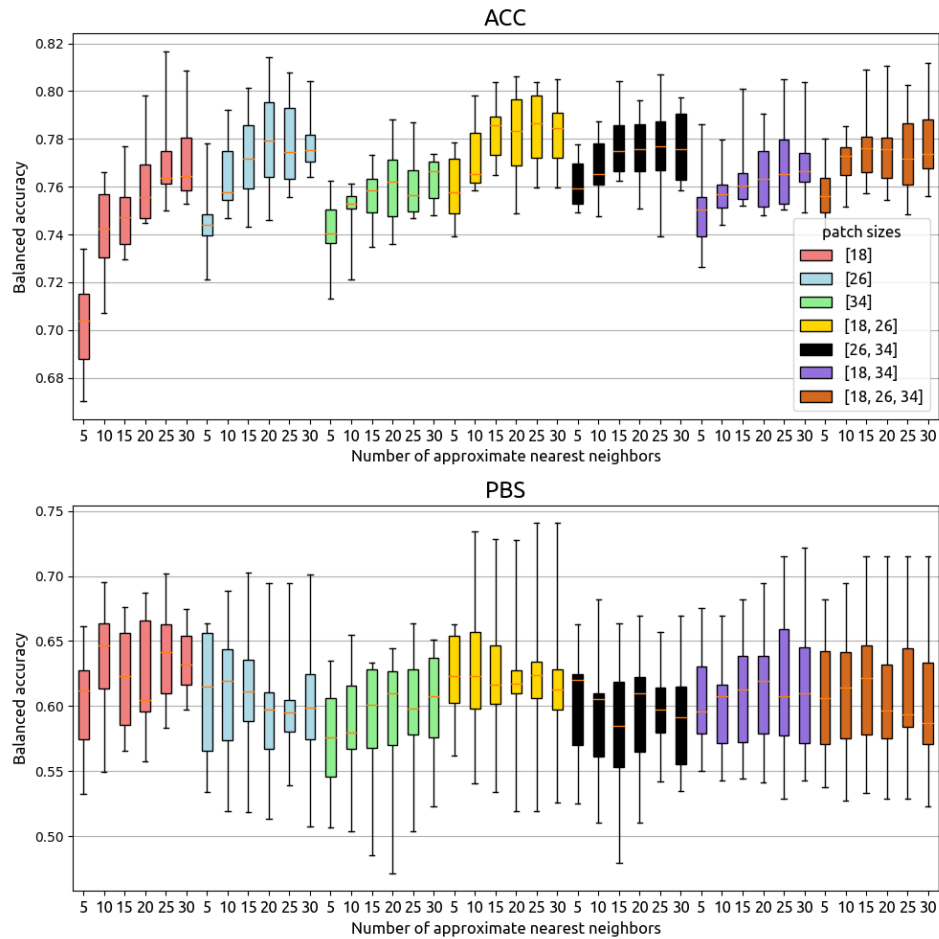 ACC
Balanced accuracy
0.82
0.80
0.78
0.76
0.74
0.72
0.70
0.68
patch sizes
[18]
[26]
[34]
[18, 26]
[26, 34]
[18, 34]
[18, 26, 34]
5 10 15 20 25 30 5 10 15 20 25 30 5 10 15 20 25 30 5 10 15 20 25 30 5 10 15 20 25 30 5 10 15 20 25 30 5 10 15 20 25 30
Number of approximate nearest neighbors
PBS
Balanced accuracy
0.75
0.70
0.65
0.60
0.55
0.50
5 10 15 20 25 30 5 10 15 20 25 30 5 10 15 20 25 30 5 10 15 20 25 30 5 10 15 20 25 30 5 10 15 20 25 30 5 10 15 20 25 30
Number of approximate nearest neighbors